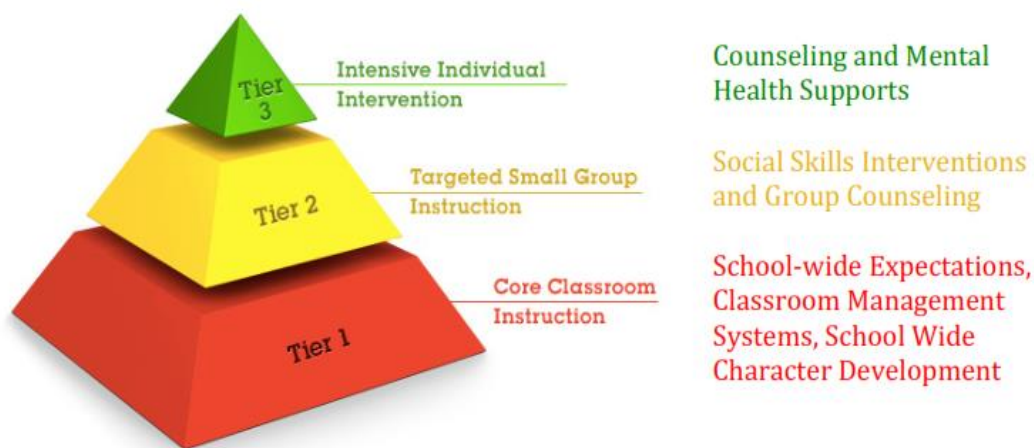 Tier
3
Intensive Individual
Intervention
Counseling and Mental
Health Supports
Tier 2
Targeted Small Group
Instruction
Social Skills Interventions
and Group Counseling
Tier 1
Core Classroom
Instruction
School-wide Expectations,
Classroom Management
Systems, School Wide
Character Development